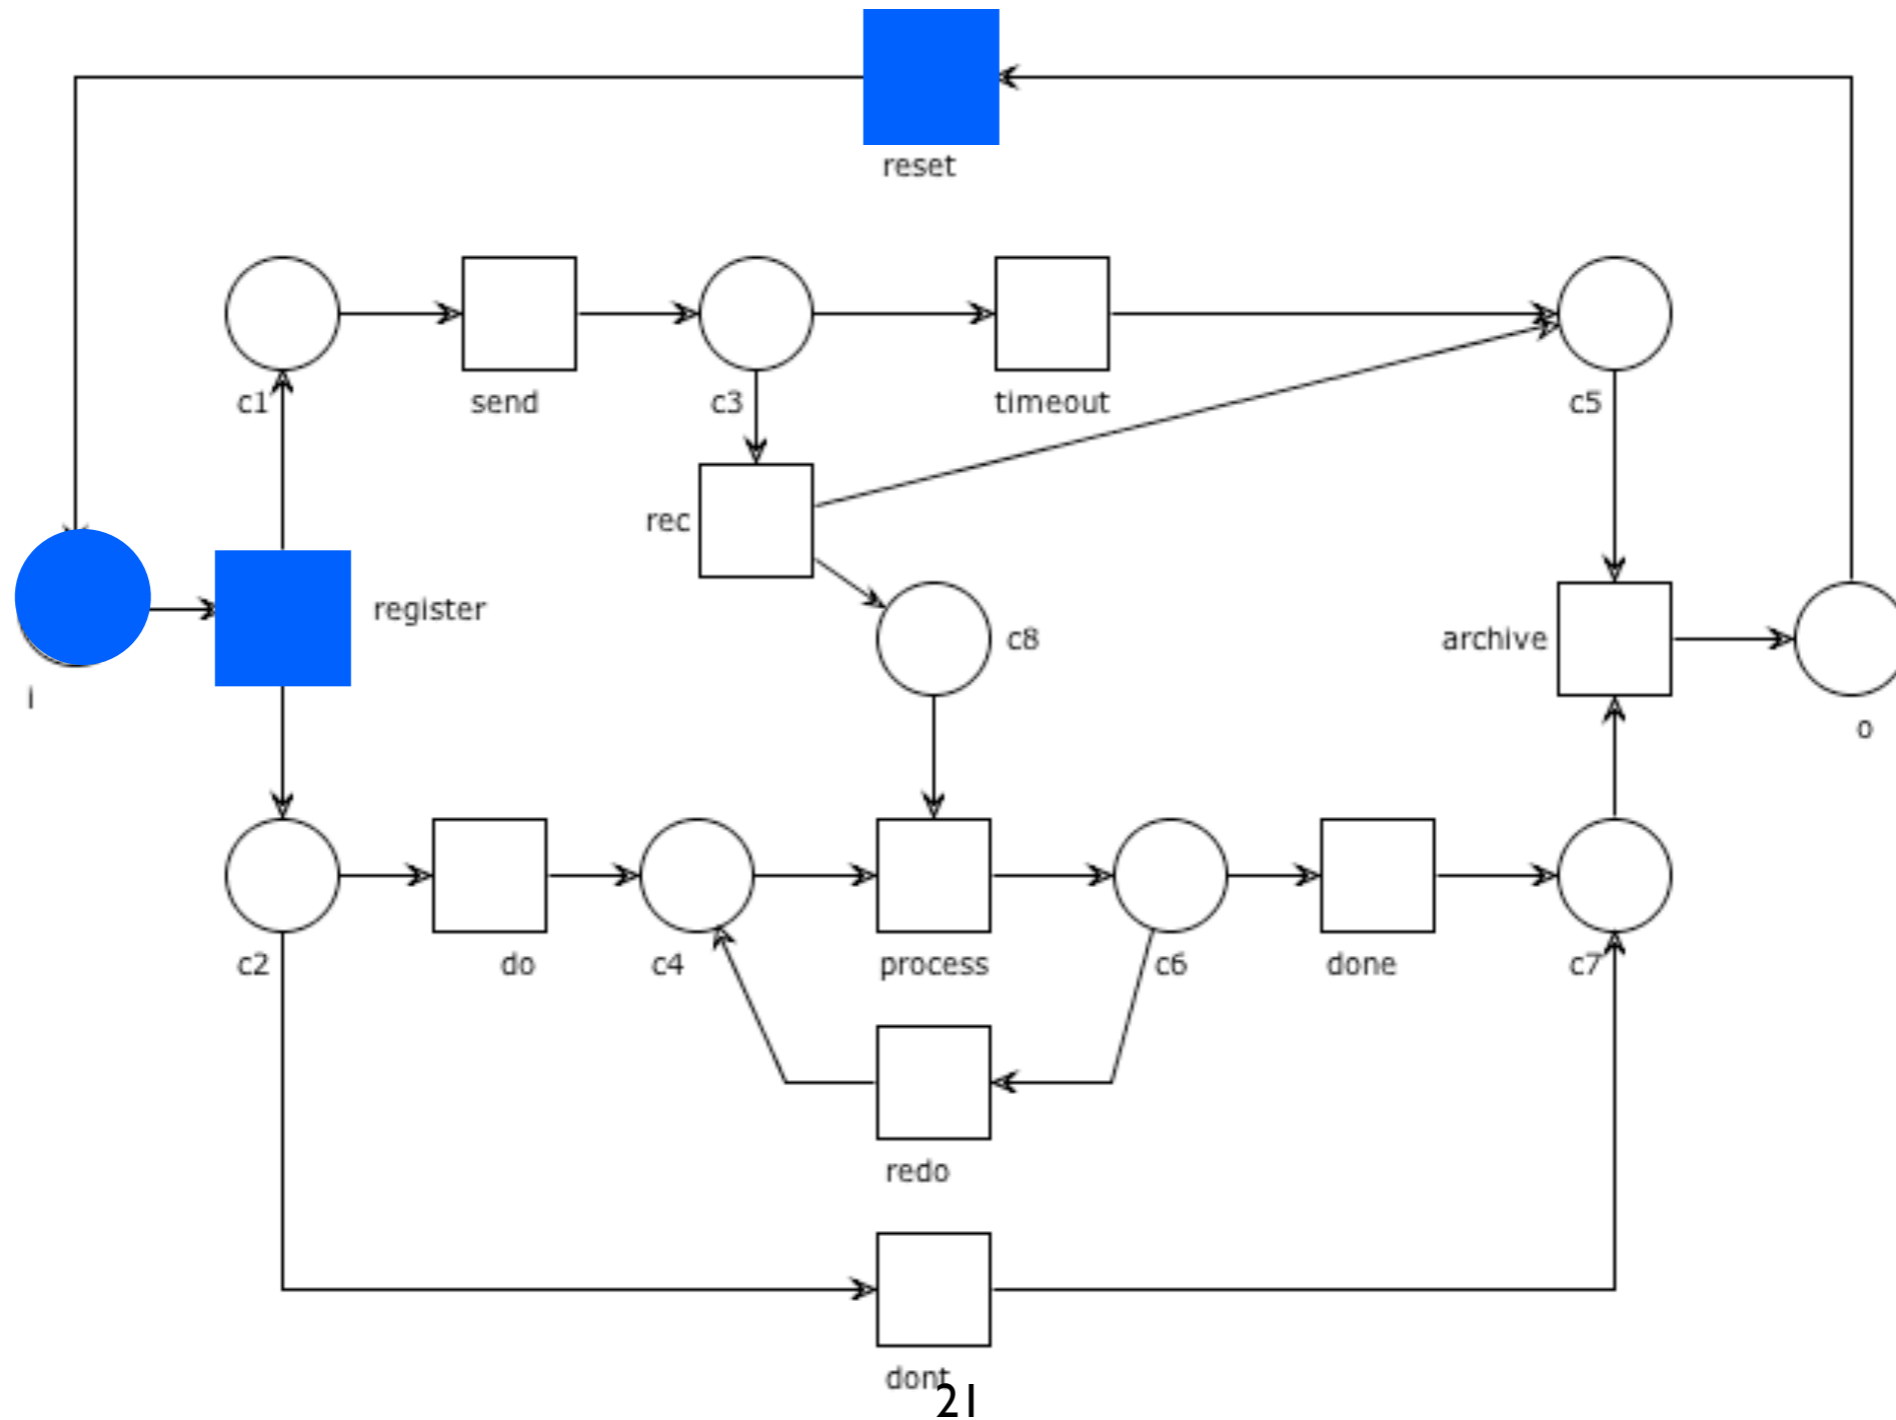 reset
c1
send
c3
timeout
c5
rec
register
c8
archive
i
o
c2
do
c4
process
c6
done
c7
redo
dont
21